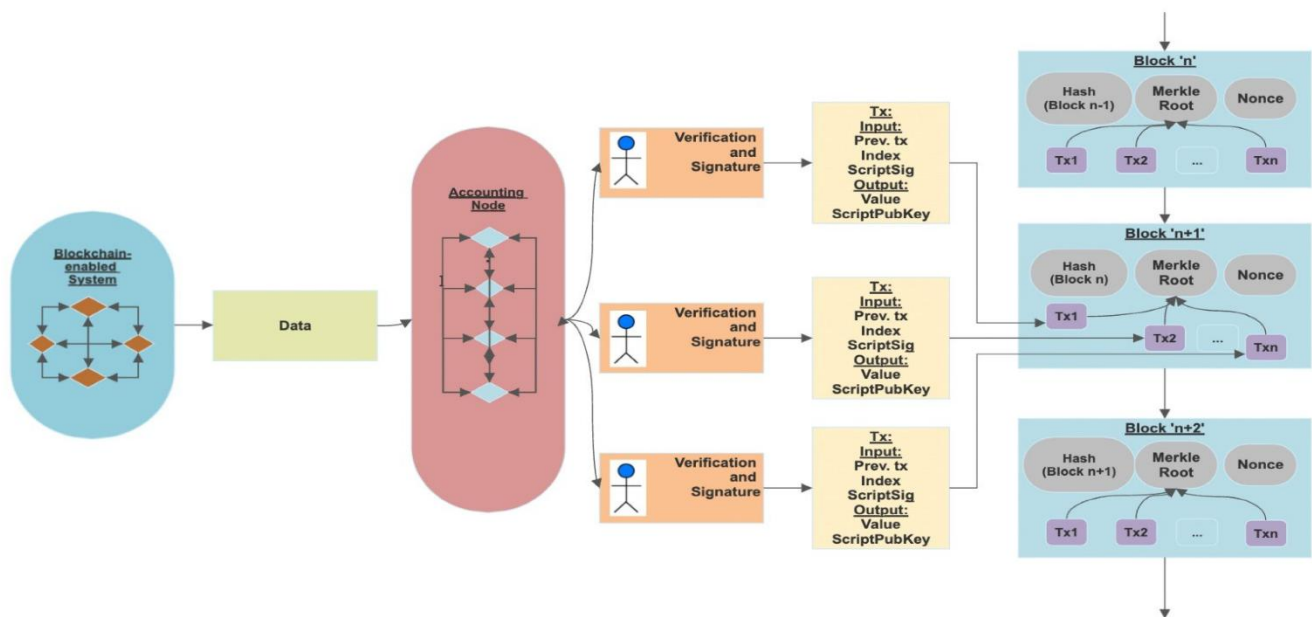 Blockchain-
enabled
System
Data
Accounting
Node
Verification
and
Signature
Tx:
Input:
Prev. tx
Index
ScriptSig
Output:
Value
ScriptPubKey
Verification
and
Signature
Tx:
Input:
Prev. tx
Index
ScriptSig
Output:
Value
ScriptPubKey
Verification
and
Signature
Tx:
Input:
Prev. tx
Index
ScriptSig
Output:
Value
ScriptPubKey
Block 'n'
Hash
(Block n-1)
Merkle
Root
Nonce
Tx1
Tx2
...
Txn
Block 'n+1'
Hash
(Block n)
Merkle
Root
Nonce
Tx1
Tx2
...
Txn
Block 'n+2'
Hash
(Block n+1)
Merkle
Root
Nonce
Tx1
Tx2
...
Txn